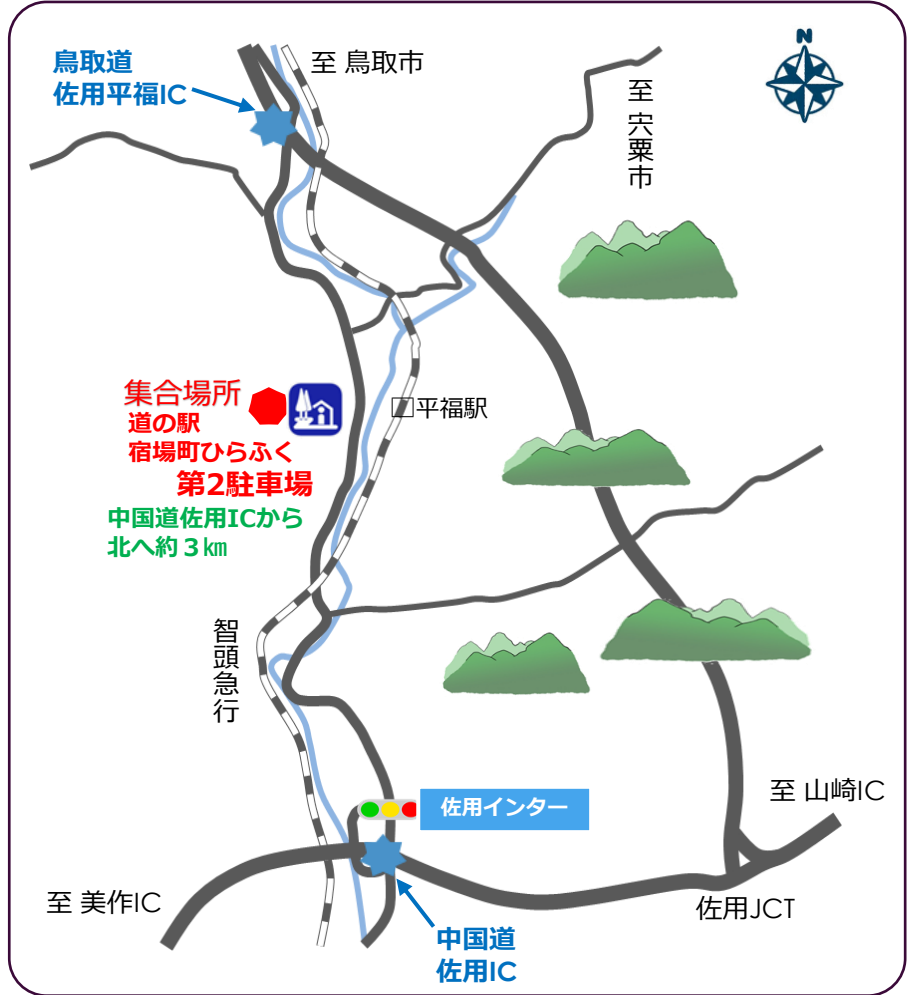 N
鳥取道
佐用平福IC
至 鳥取市
至 宍粟市
集合場所
道の駅
宿場町ひらふく
第2駐車場
中国道佐用ICから
北へ約３㎞
平福駅
智頭急行
佐用インター
至 山崎IC
至 美作IC
佐用JCT
中国道
佐用IC